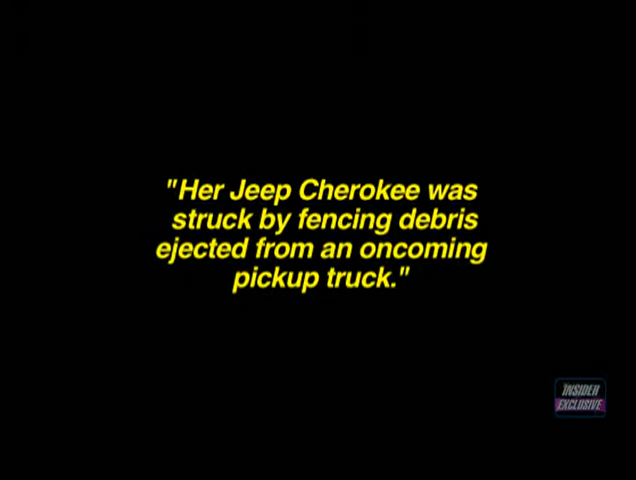 "Her Jeep Cherokee was
struck by fencing debris
ejected from an oncoming
pickup truck."
INSIDER
EXCLUSIVE